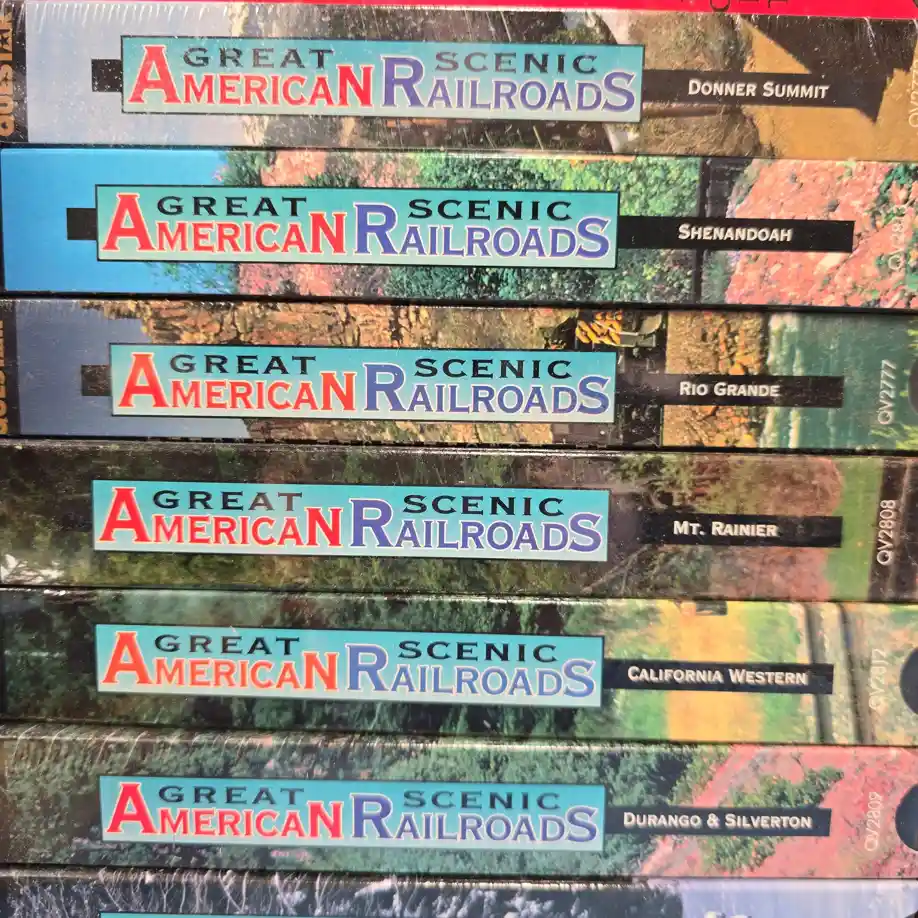 QUESTAR
GREAT SCENIC
AMERICAN RAILROADS
DONNER SUMMIT
GREAT SCENIC
AMERICAN RAILROADS
SHENANDOAH
GREAT SCENIC
AMERICAN RAILROADS
RIO GRANDE
QV2777
GREAT SCENIC
AMERICAN RAILROADS
MT. RAINIER
QV2808
GREAT SCENIC
AMERICAN RAILROADS
CALIFORNIA WESTERN
QV2812
GREAT SCENIC
AMERICAN RAILROADS
DURANGO & SILVERTON
QV2809